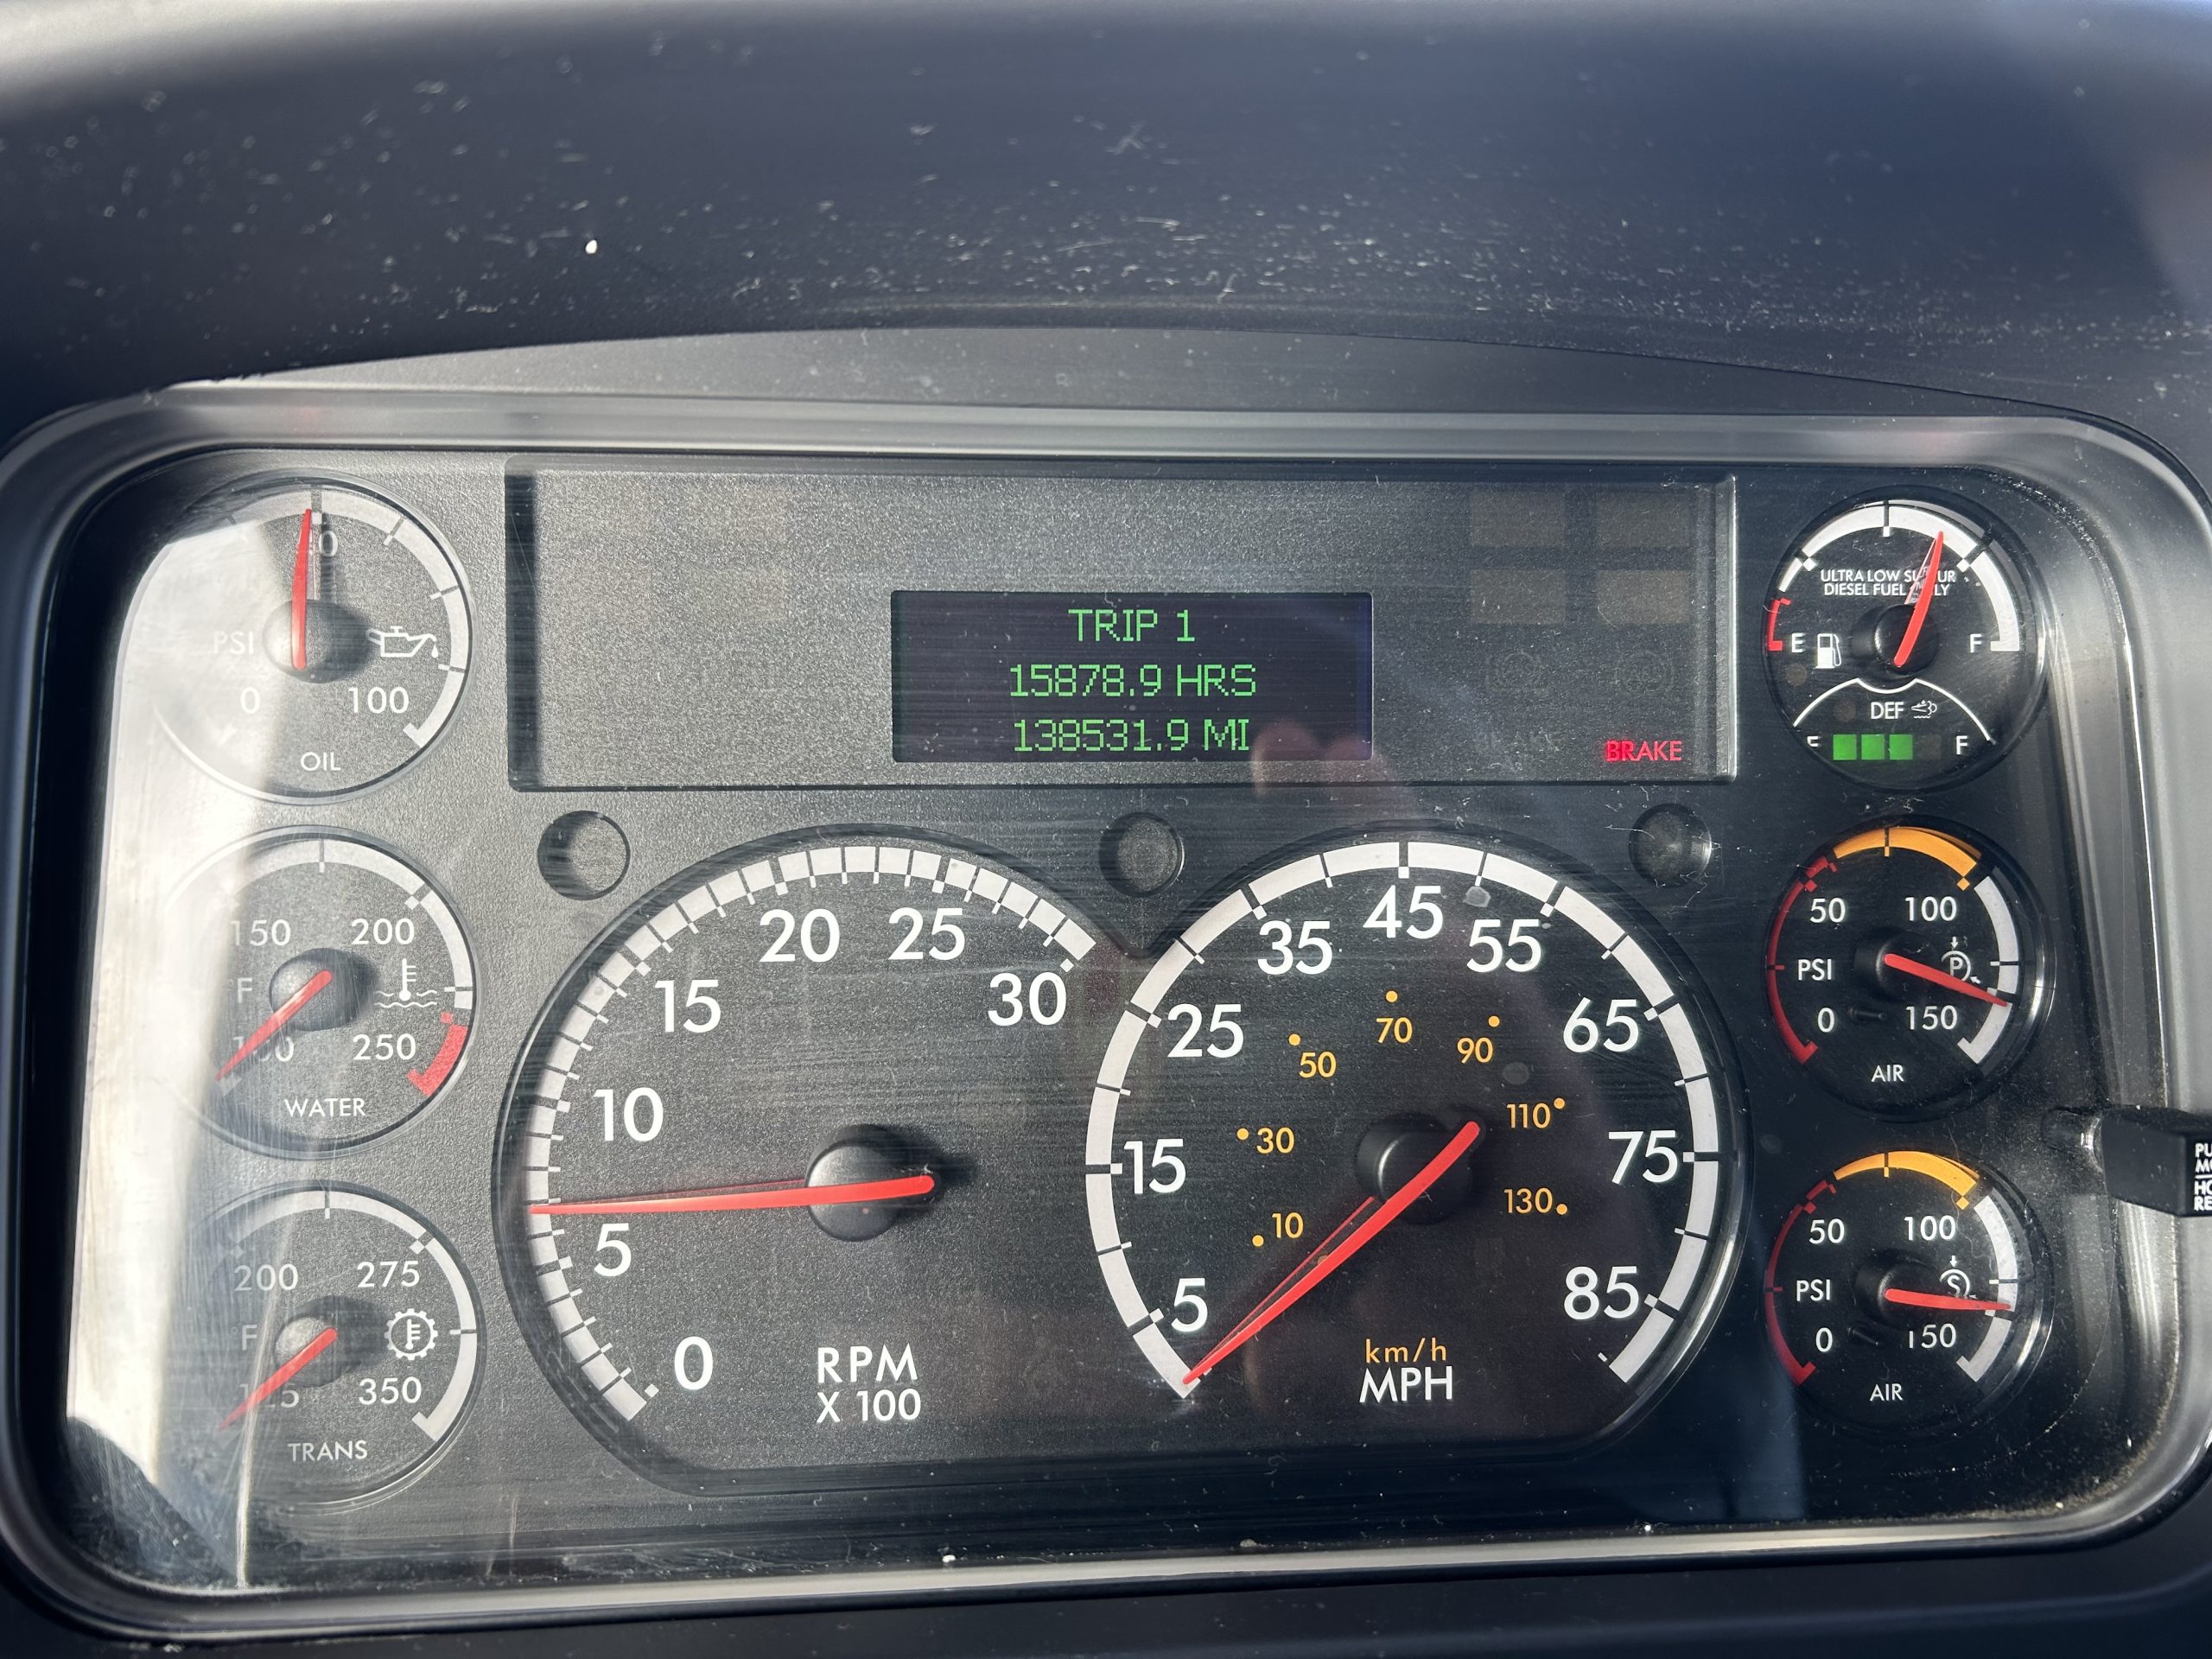 TRIP 1
15878.9 HRS
138531.9 MI
BRAKE
PSI
0 100
OIL
150 200
F
250
WATER
200 275
F
350
TRANS
0 5 10 15 20 25 30
RPM
X 100
5 15 25 35 45 55 65 75 85
10 30 50 70 90 110 130
km/h
MPH
ULTRA LOW
DIESEL FUEL
E F
DEF
F
50 100
PSI P
0 150
AIR
50 100
PSI S
0 150
AIR